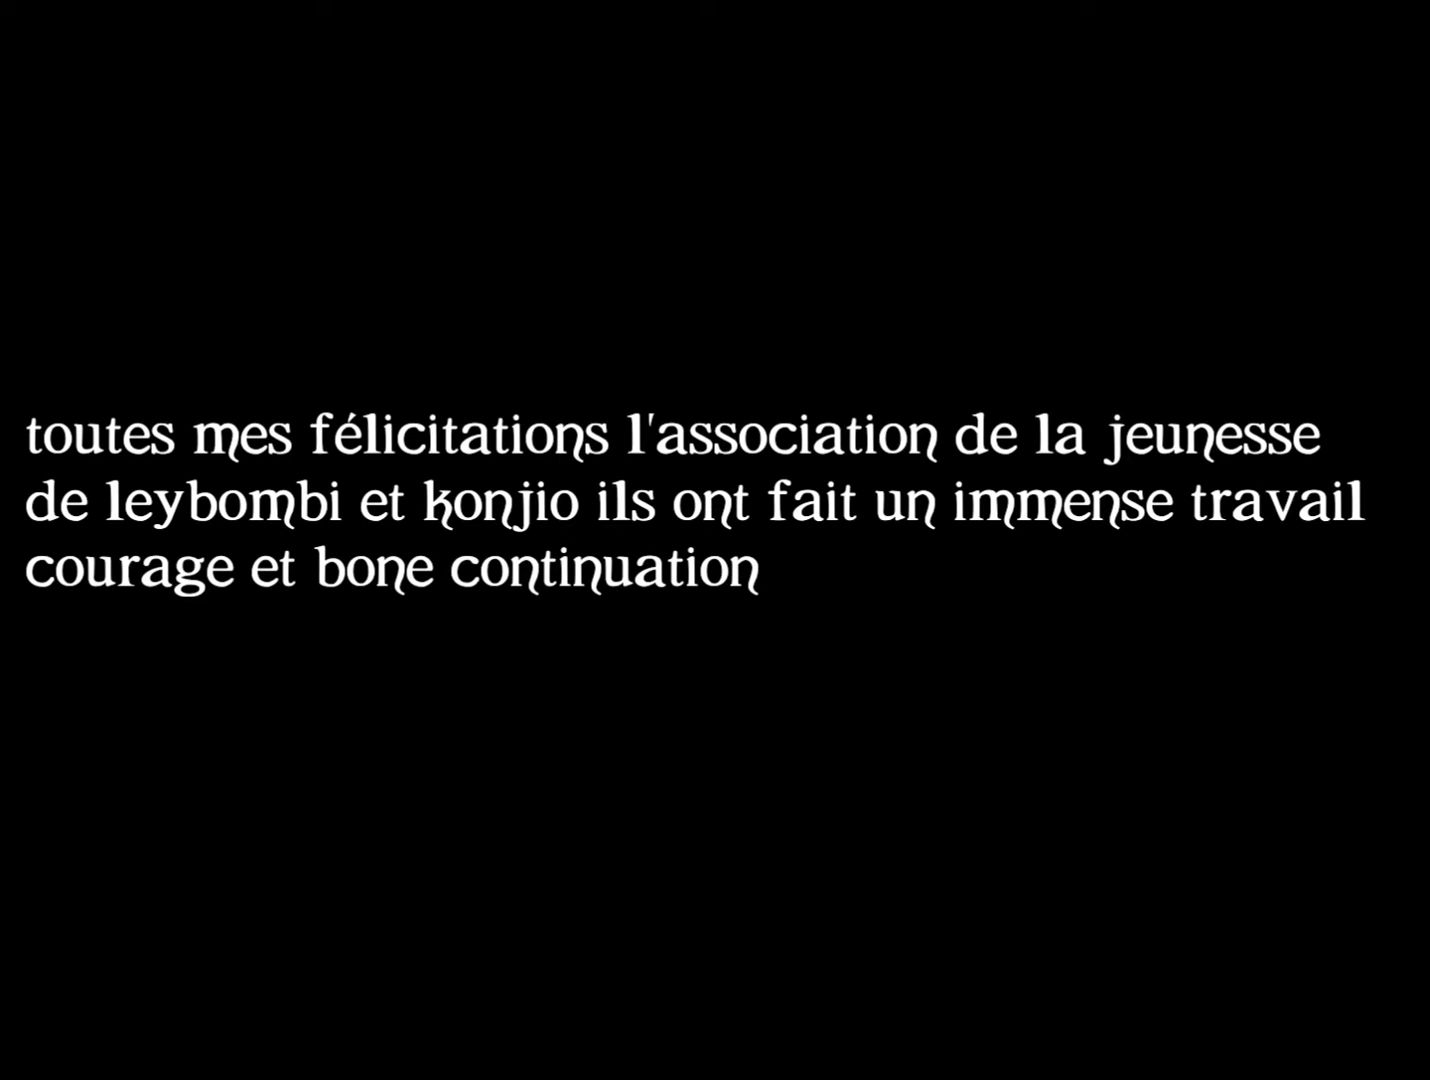 toutes mes félicitations l'association de la jeunesse
de leybombi et konjio ils ont fait un immense travail
courage et bone continuation